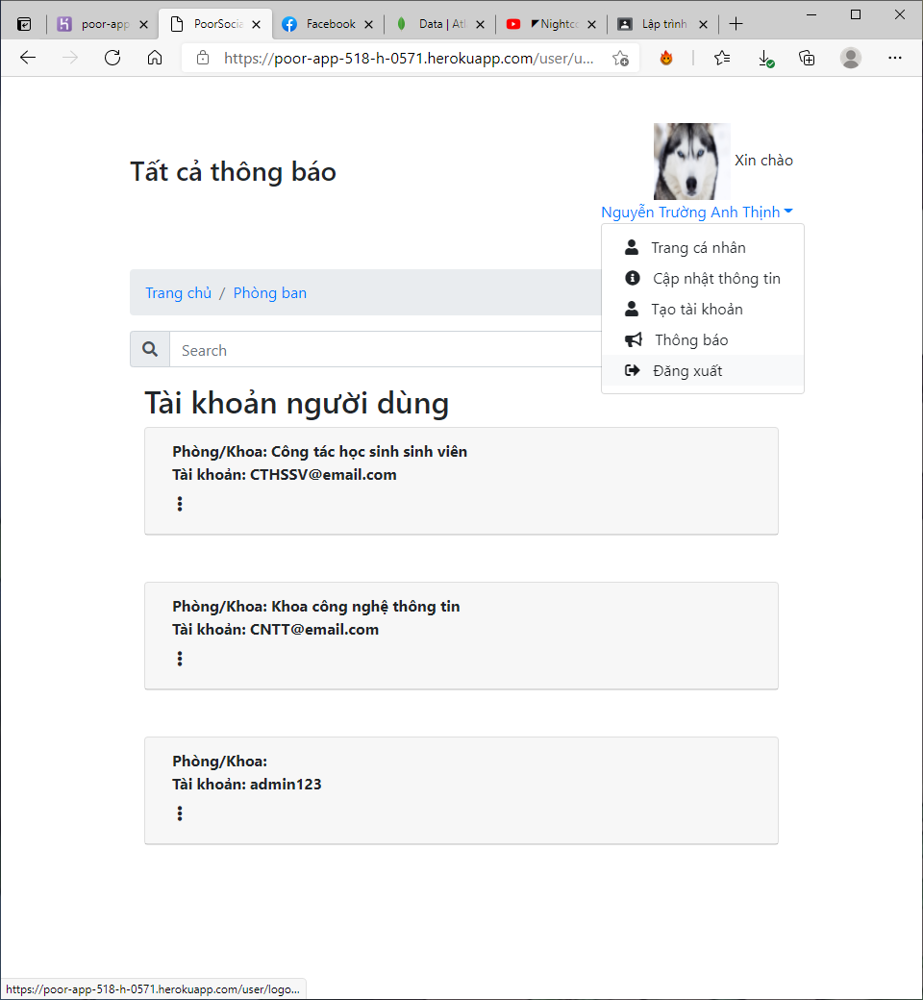 poor-app
PoorSocia
Facebook
Data | Atl
Nightco
Lập trình
https://poor-app-518-h-0571.herokuapp.com/user/u...
Tất cả thông báo
Xin chào
Nguyễn Trường Anh Thịnh
Trang cá nhân
Cập nhật thông tin
Tạo tài khoản
Thông báo
Đăng xuất
Trang chủ / Phòng ban
Search
Tài khoản người dùng
Phòng/Khoa: Công tác học sinh sinh viên
Tài khoản: CTHSSV@email.com
Phòng/Khoa: Khoa công nghệ thông tin
Tài khoản: CNTT@email.com
Phòng/Khoa:
Tài khoản: admin123
https://poor-app-518-h-0571.herokuapp.com/user/logo...